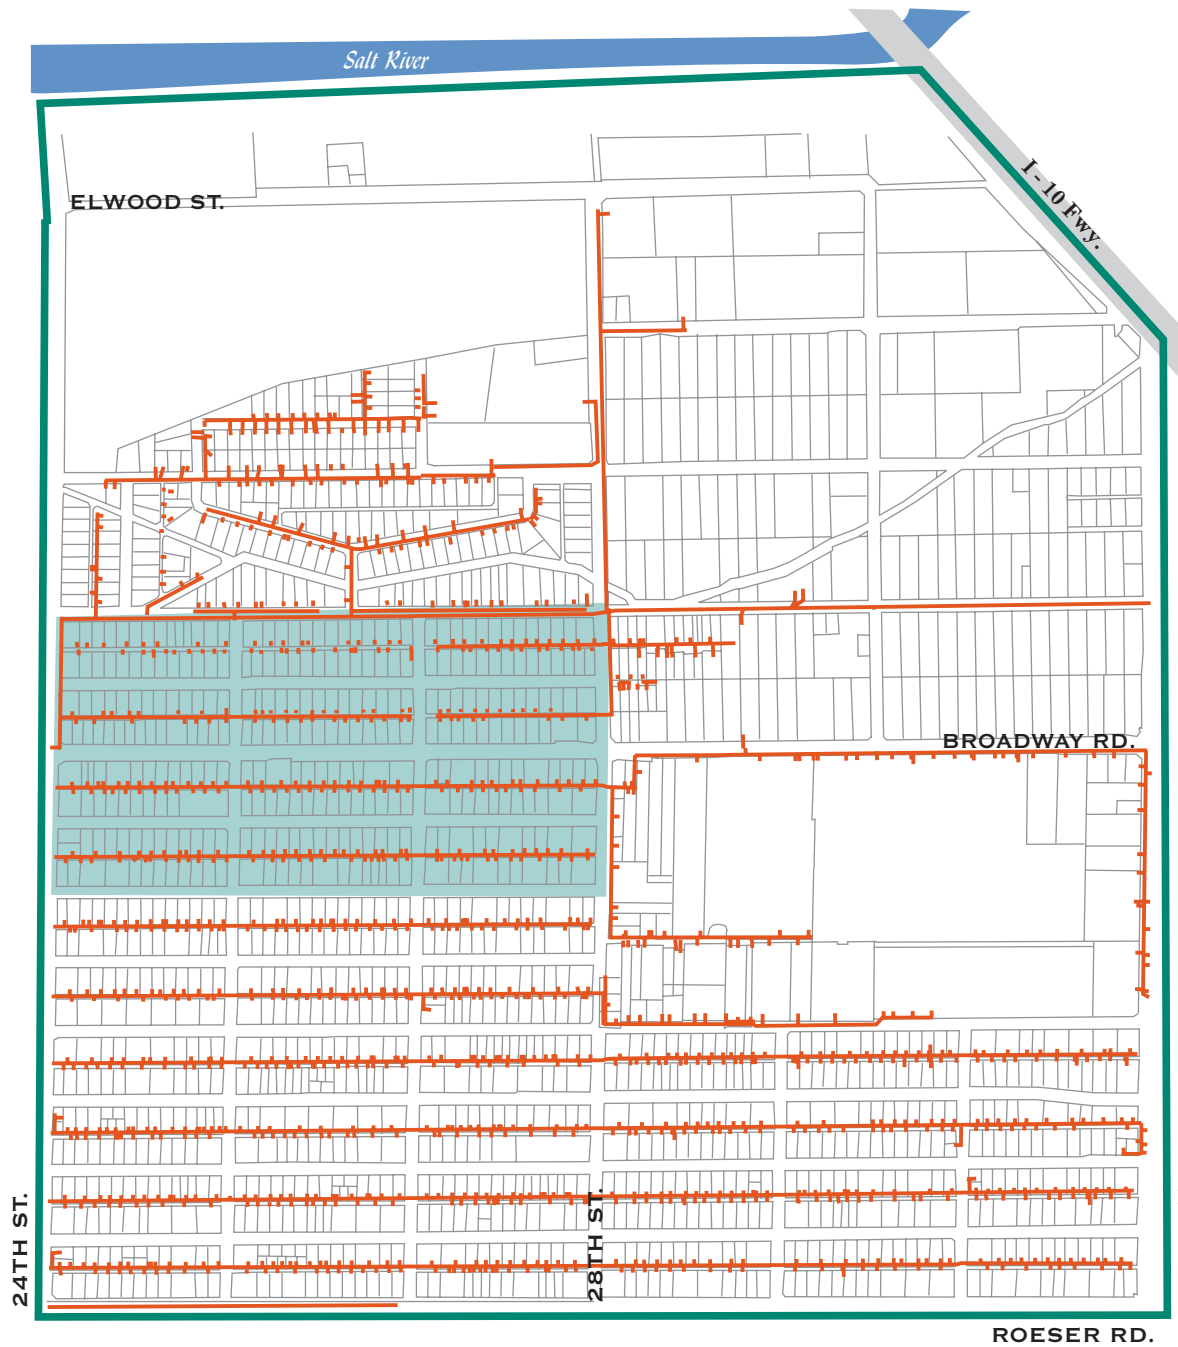 Salt River
I - 10 Fwy.
ELWOOD ST.
BROADWAY RD.
24TH ST.
28TH ST.
ROESER RD.